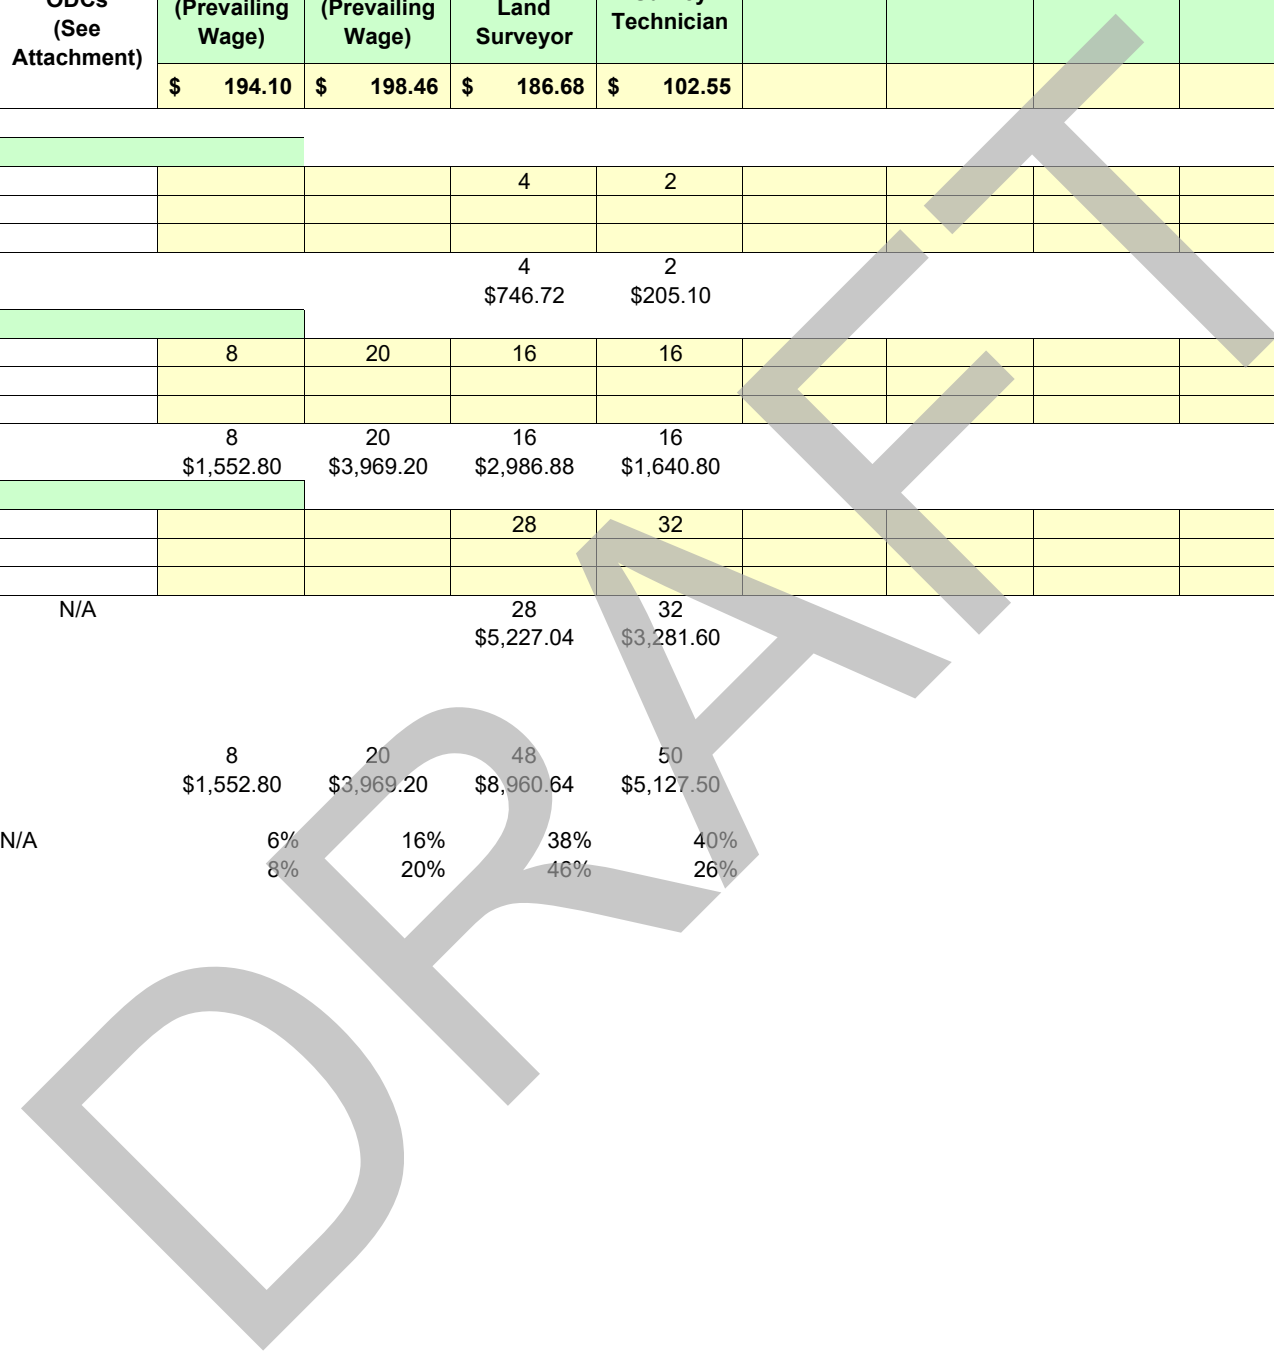 ODCs
(See
Attachment)
(Prevailing
Wage)
(Prevailing
Wage)
Land
Surveyor
Technician
$ 194.10 $ 198.46 $ 186.68 $ 102.55
4 2
4 2
$746.72 $205.10
8 20 16 16
8 20 16 16
$1,552.80 $3,969.20 $2,986.88 $1,640.80
28 32
N/A 28 32
$5,227.04 $3,281.60
8 20 48 50
$1,552.80 $3,969.20 $8,960.64 $5,127.50
N/A 6% 16% 38% 40%
8% 20% 46% 26%
DRAFT